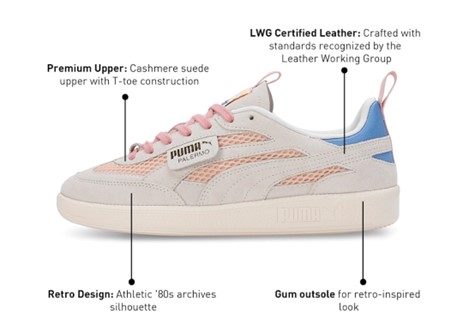 LWG Certified Leather: Crafted with
standards recognized by the
Leather Working Group
Premium Upper: Cashmere suede
upper with T-toe construction
PUMA
PALERMO
PUMA
Retro Design: Athletic '80s archives
silhouette
Gum outsole for retro-inspired
look